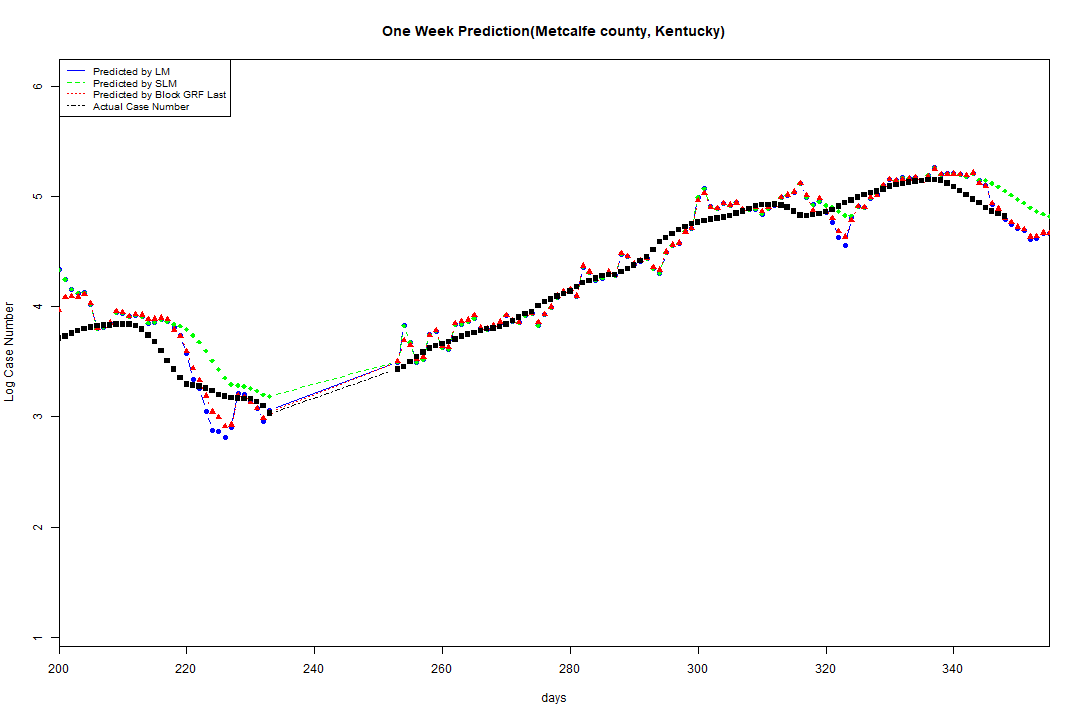 One Week Prediction(Metcalfe county, Kentucky)
Predicted by LM
Predicted by SLM
Predicted by Block GRF Last
Actual Case Number
6
5
4
3
2
1
Log Case Number
200 220 240 260 280 300 320 340
days